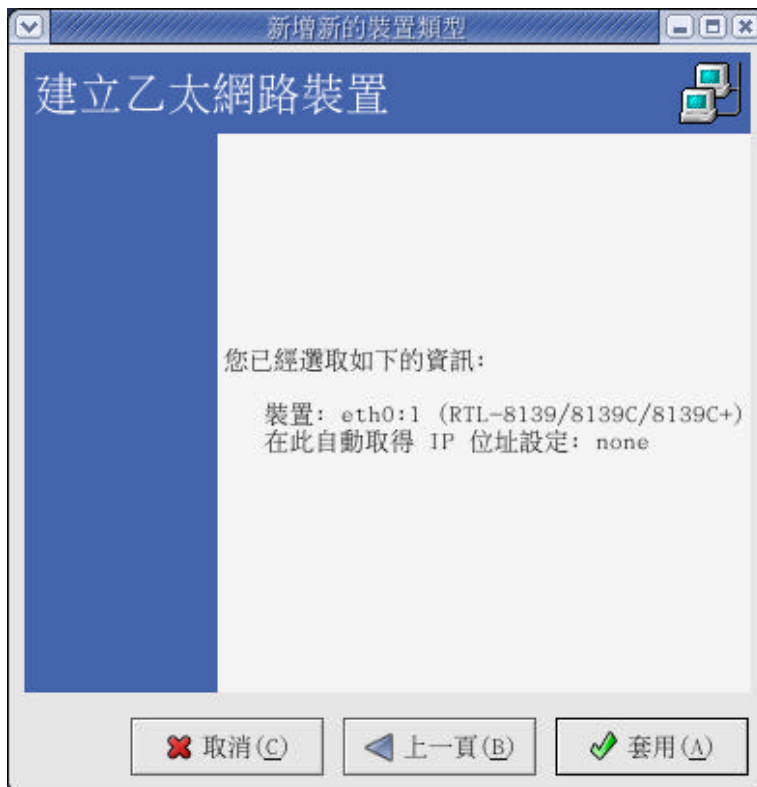 新增新的裝置類型
建立乙太網路裝置
您已經選取如下的資訊:
裝置: eth0:1 (RTL-8139/8139C/8139C+)
在此自動取得 IP 位址設定: none
取消(C)
上一頁(B)
套用(A)